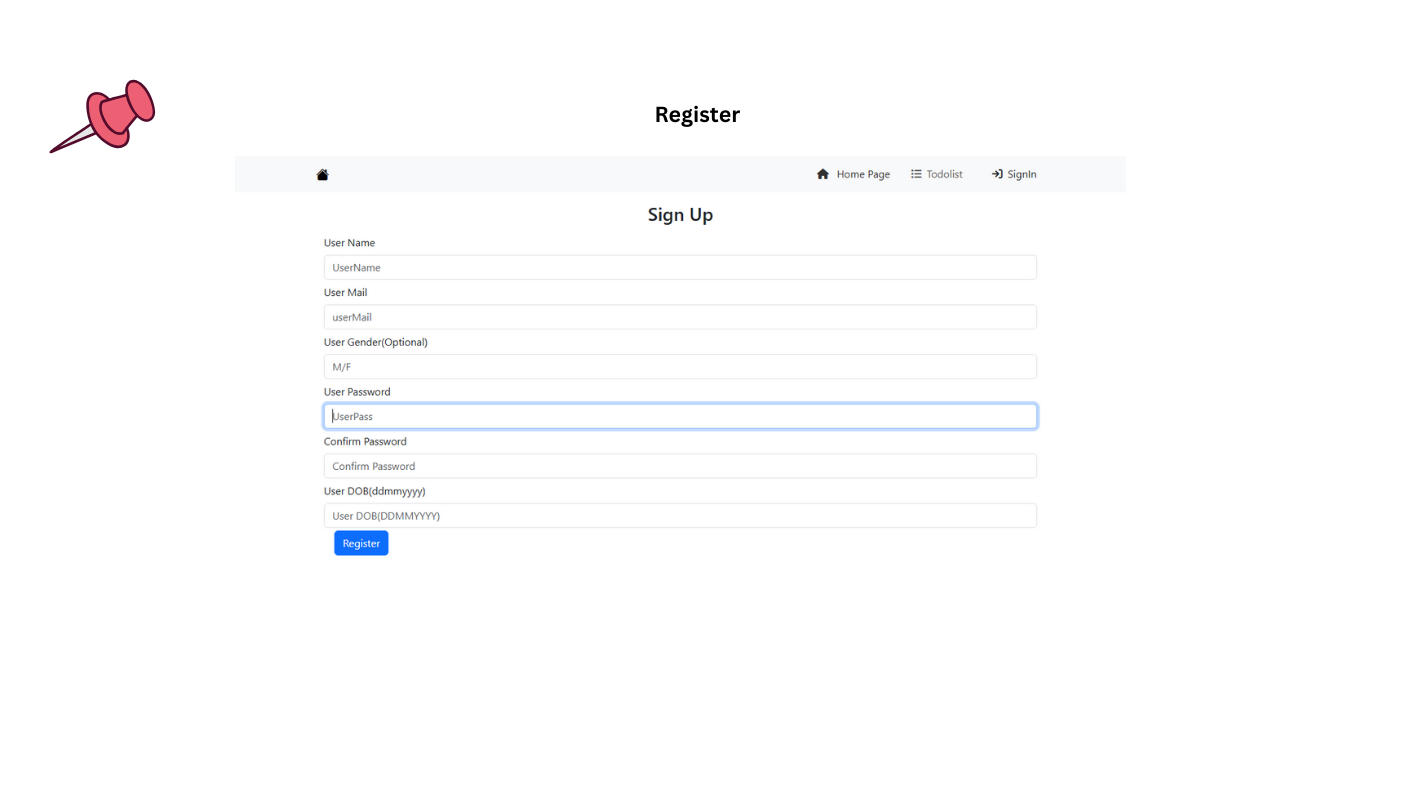 Register
Home Page Todolist SignIn
Sign Up
User Name
UserName
User Mail
userMail
User Gender(Optional)
M/F
User Password
UserPass
Confirm Password
Confirm Password
User DOB(ddmmyyyy)
User DOB(DDMMYYYY)
Register